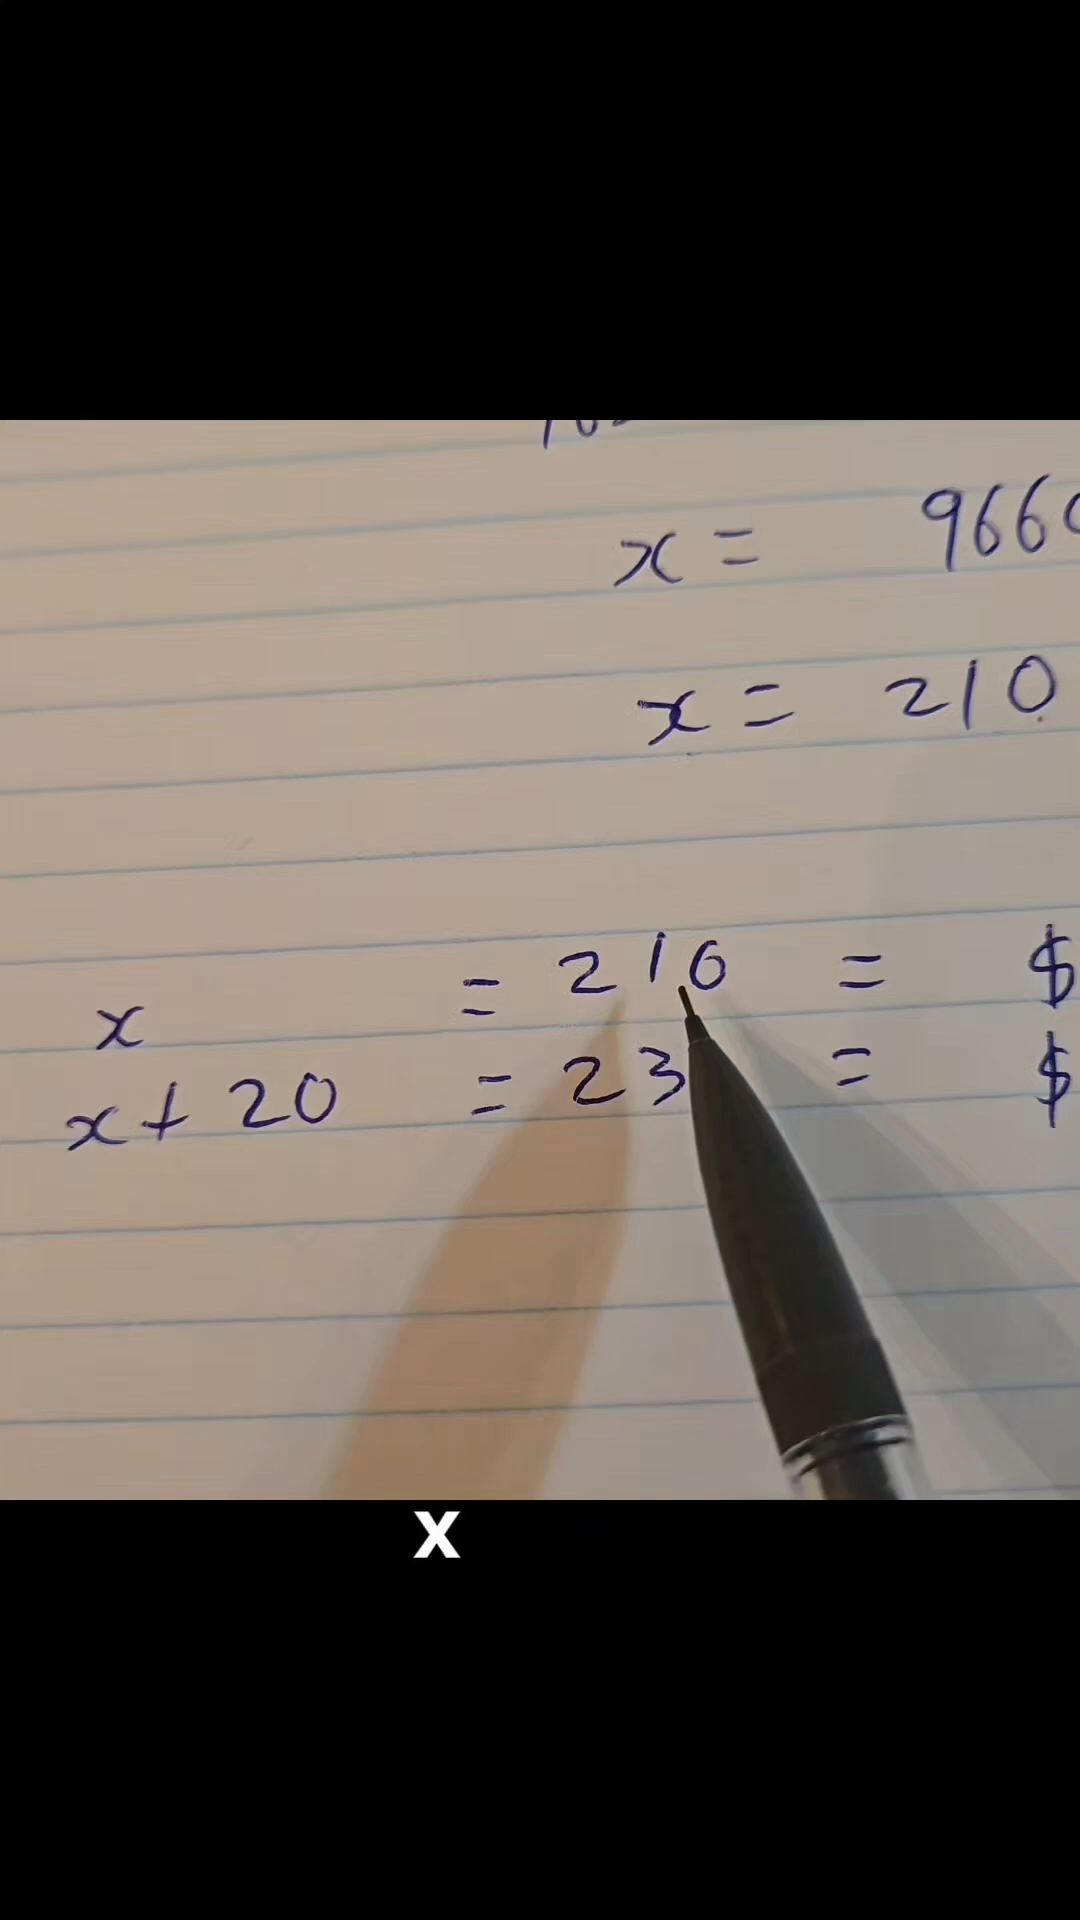 x = 966
x = 210
x = 210 = $
x + 20 = 23 = $
x